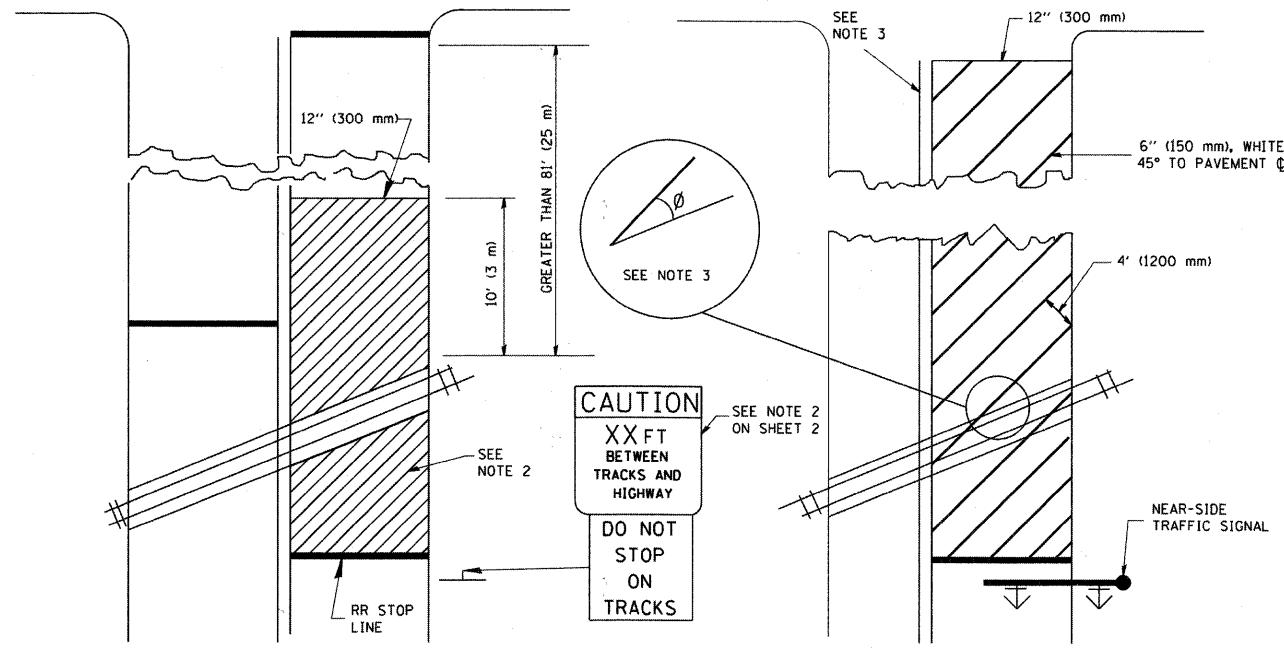 12" (300 mm)
GREATER THAN 81' (25 m)
10' (3 m)
SEE
NOTE 2
RR STOP
LINE
CAUTION
XX FT
BETWEEN
TRACKS AND
HIGHWAY
DO NOT
STOP
ON
TRACKS
SEE NOTE 2
ON SHEET 2
Ø
SEE NOTE 3
SEE
NOTE 3
12" (300 mm)
6" (150 mm), WHITE
45° TO PAVEMENT ℄
4' (1200 mm)
NEAR-SIDE
TRAFFIC SIGNAL